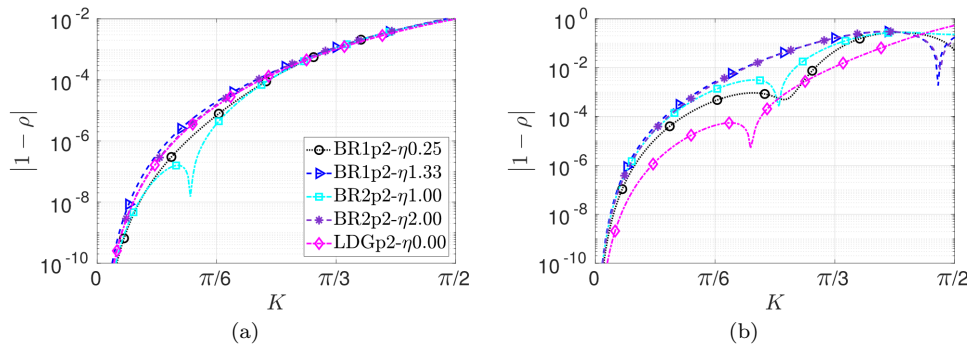 10^-2
10^-4
10^-6
10^-8
10^-10
|1 − ρ|
0 π/6 π/3 π/2
K
BR1p2-η0.25
BR1p2-η1.33
BR2p2-η1.00
BR2p2-η2.00
LDGp2-η0.00
(a)
10^0
10^-2
10^-4
10^-6
10^-8
10^-10
|1 − ρ|
0 π/6 π/3 π/2
K
(b)